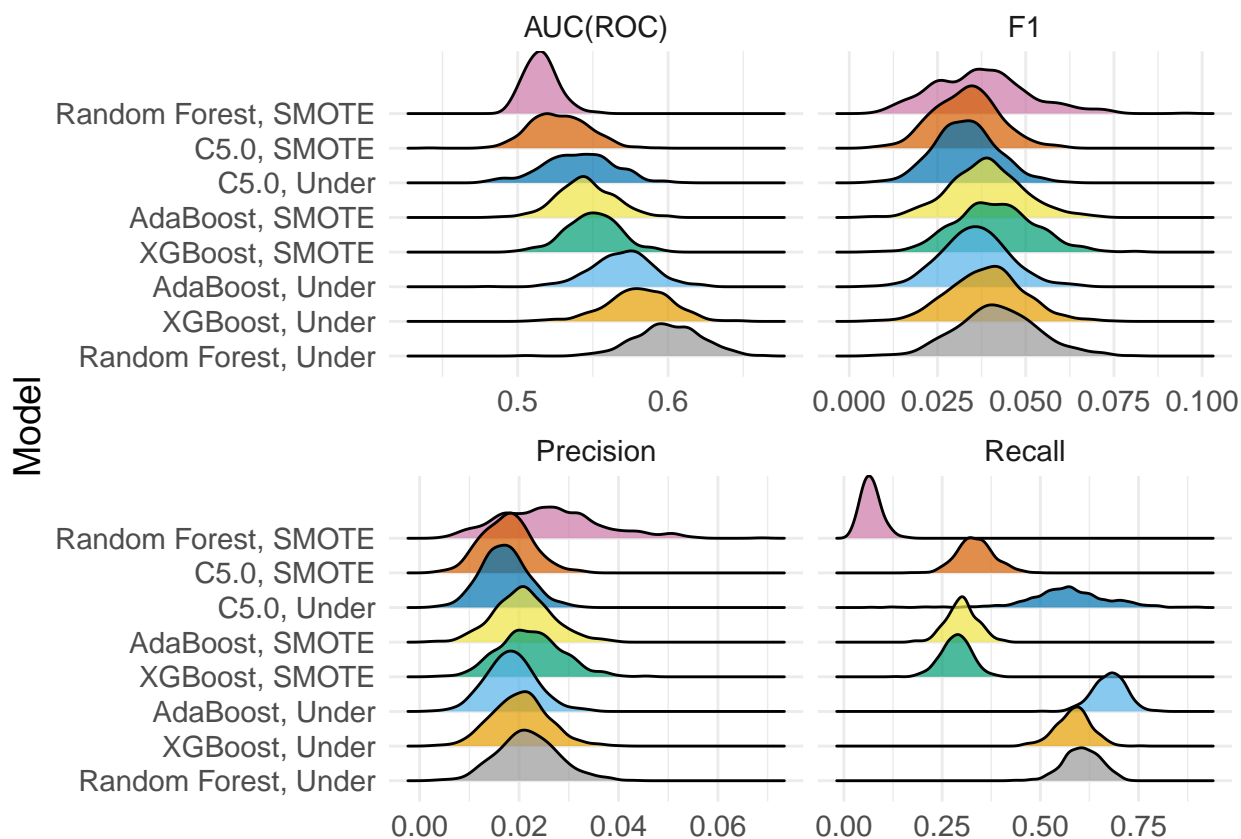 AUC(ROC) F1
Random Forest, SMOTE
C5.0, SMOTE
C5.0, Under
AdaBoost, SMOTE
XGBoost, SMOTE
AdaBoost, Under
XGBoost, Under
Random Forest, Under
0.5 0.6 0.000 0.025 0.050 0.075 0.100
Model
Precision Recall
Random Forest, SMOTE
C5.0, SMOTE
C5.0, Under
AdaBoost, SMOTE
XGBoost, SMOTE
AdaBoost, Under
XGBoost, Under
Random Forest, Under
0.00 0.02 0.04 0.06 0.00 0.25 0.50 0.75